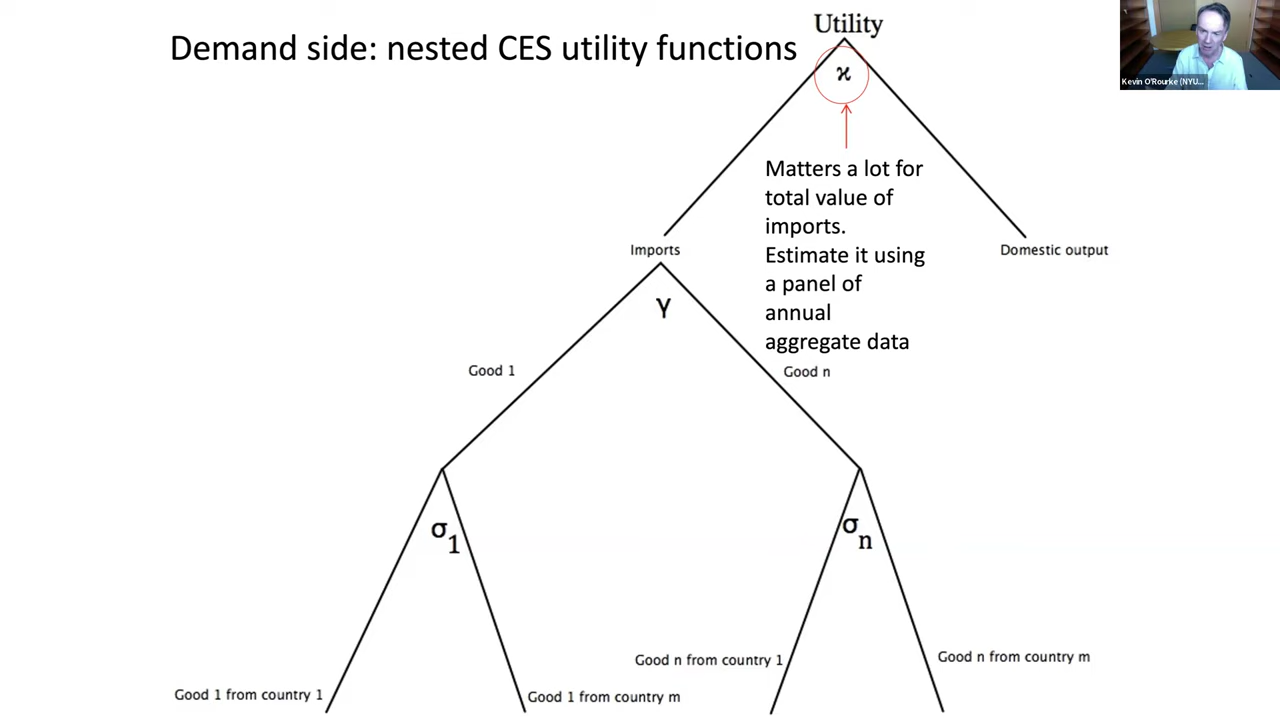 Utility
Demand side: nested CES utility functions
ϰ
Kevin O'Rourke (NYU...
Matters a lot for
total value of
imports.
Estimate it using
a panel of
annual
aggregate data
Imports
Domestic output
γ
Good 1
Good n
σ1
σn
Good n from country 1
Good n from country m
Good 1 from country 1
Good 1 from country m